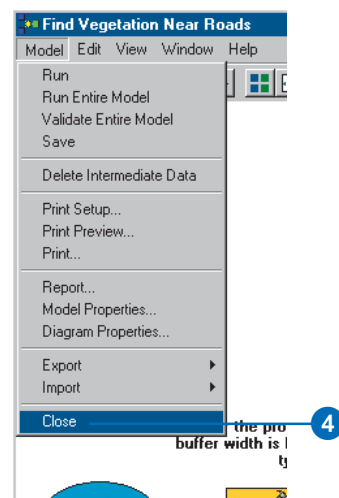 Find Vegetation Near Roads
Model Edit View Window Help
Run
Run Entire Model
Validate Entire Model
Save
Delete Intermediate Data
Print Setup...
Print Preview...
Print...
Report...
Model Properties...
Diagram Properties...
Export
Import
Close
4
the pro
buffer width is